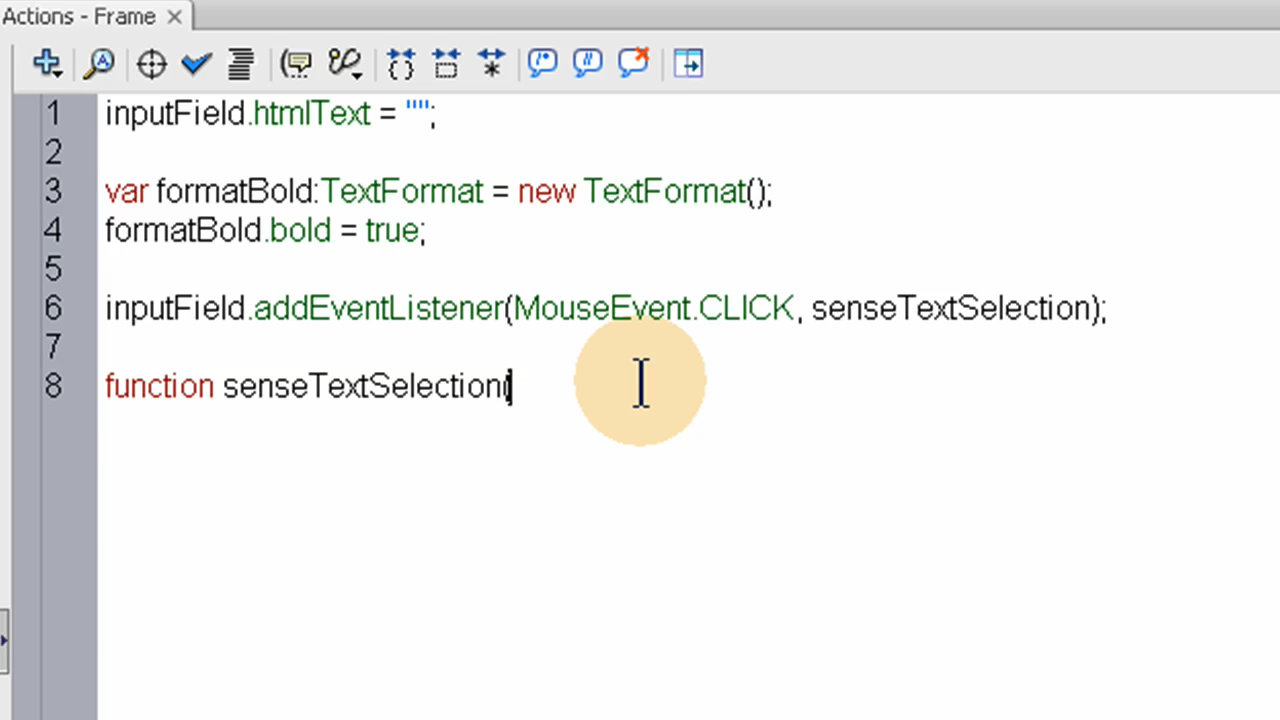 Actions - Frame
1 inputField.htmlText = "";
2
3 var formatBold:TextFormat = new TextFormat();
4 formatBold.bold = true;
5
6 inputField.addEventListener(MouseEvent.CLICK, senseTextSelection);
7
8 function senseTextSelection(